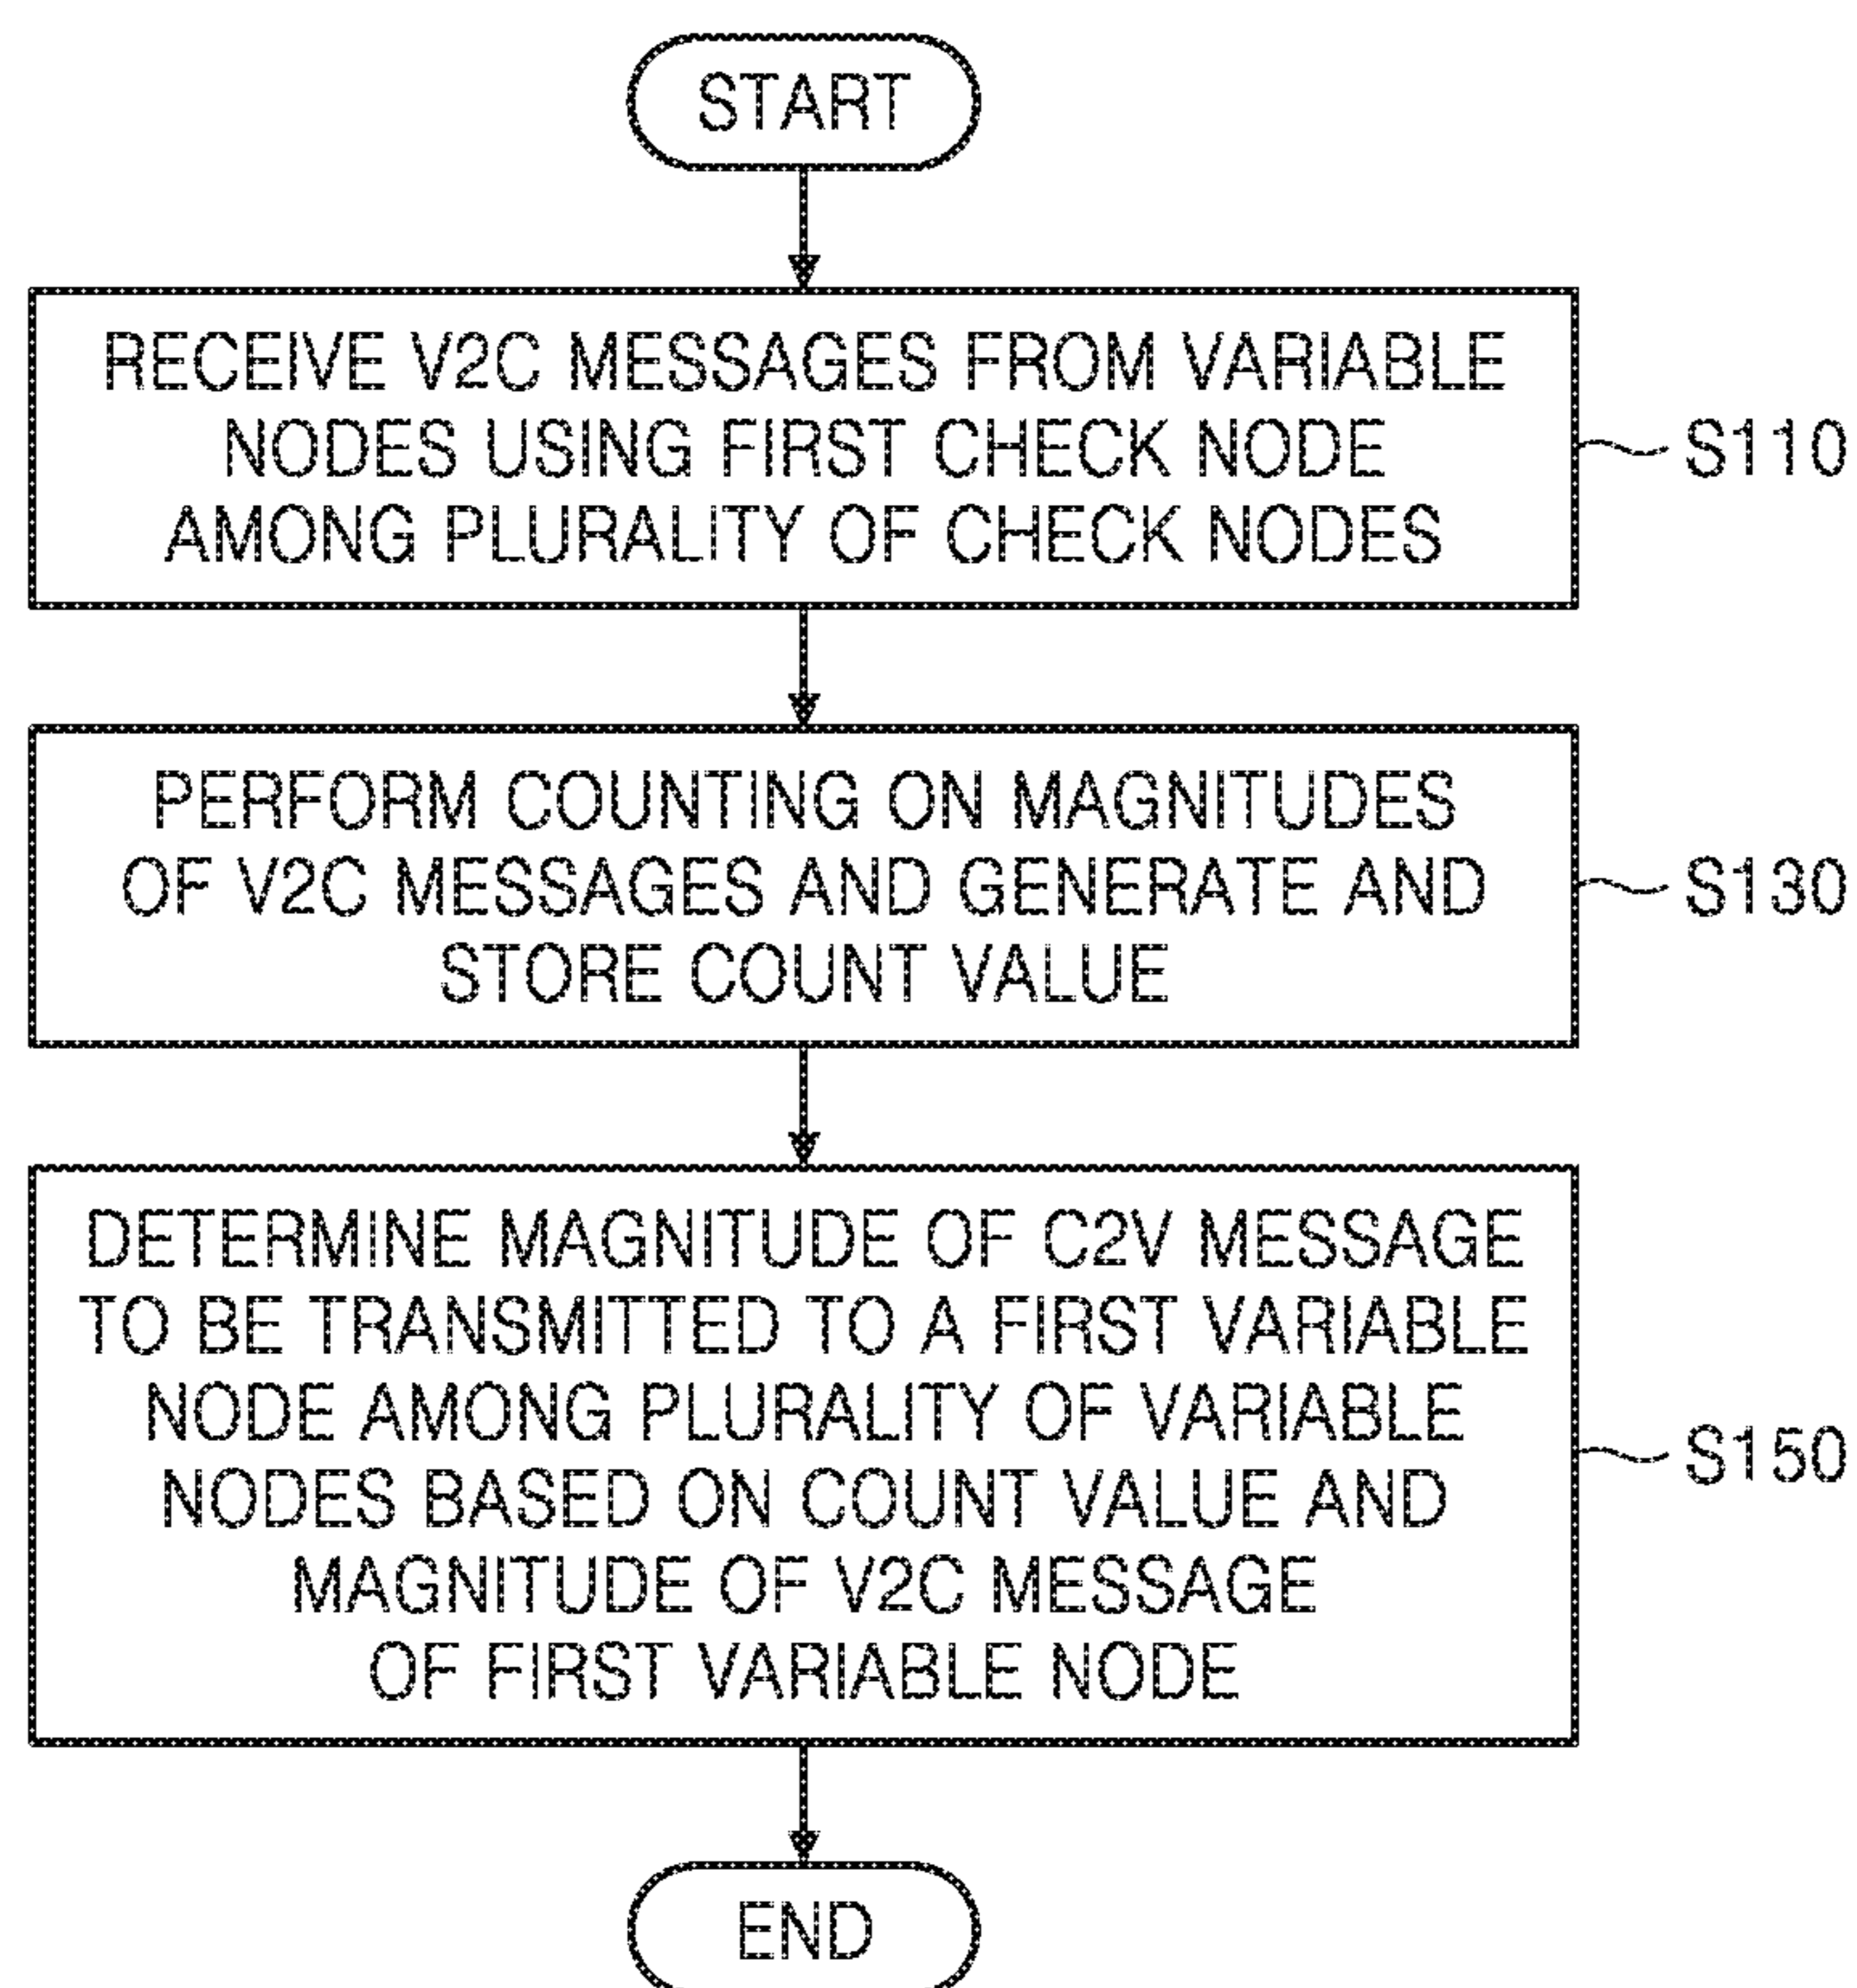 START
RECEIVE V2C MESSAGES FROM VARIABLE
NODES USING FIRST CHECK NODE
AMONG PLURALITY OF CHECK NODES
S110
PERFORM COUNTING ON MAGNITUDES
OF V2C MESSAGES AND GENERATE AND
STORE COUNT VALUE
S130
DETERMINE MAGNITUDE OF C2V MESSAGE
TO BE TRANSMITTED TO A FIRST VARIABLE
NODE AMONG PLURALITY OF VARIABLE
NODES BASED ON COUNT VALUE AND
MAGNITUDE OF V2C MESSAGE
OF FIRST VARIABLE NODE
S150
END